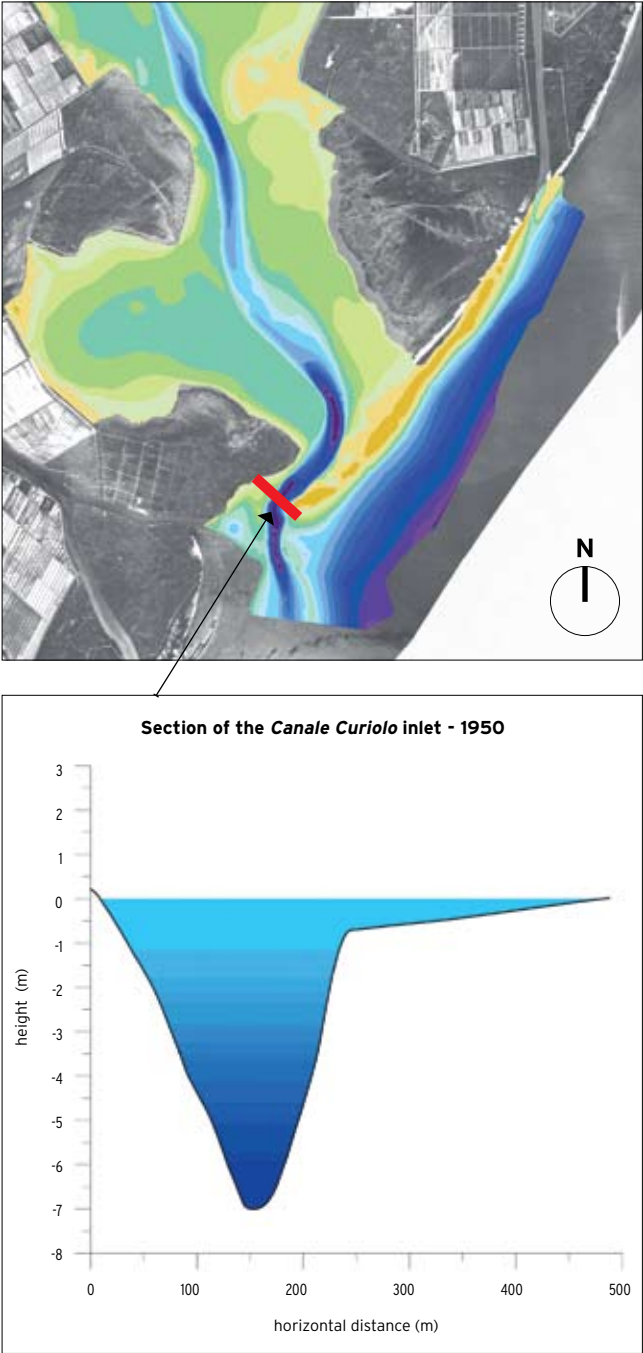 N
Section of the Canale Curiolo inlet - 1950
3
2
1
0
-1
-2
-3
-4
-5
-6
-7
-8
height (m)
0 100 200 300 400 500
horizontal distance (m)